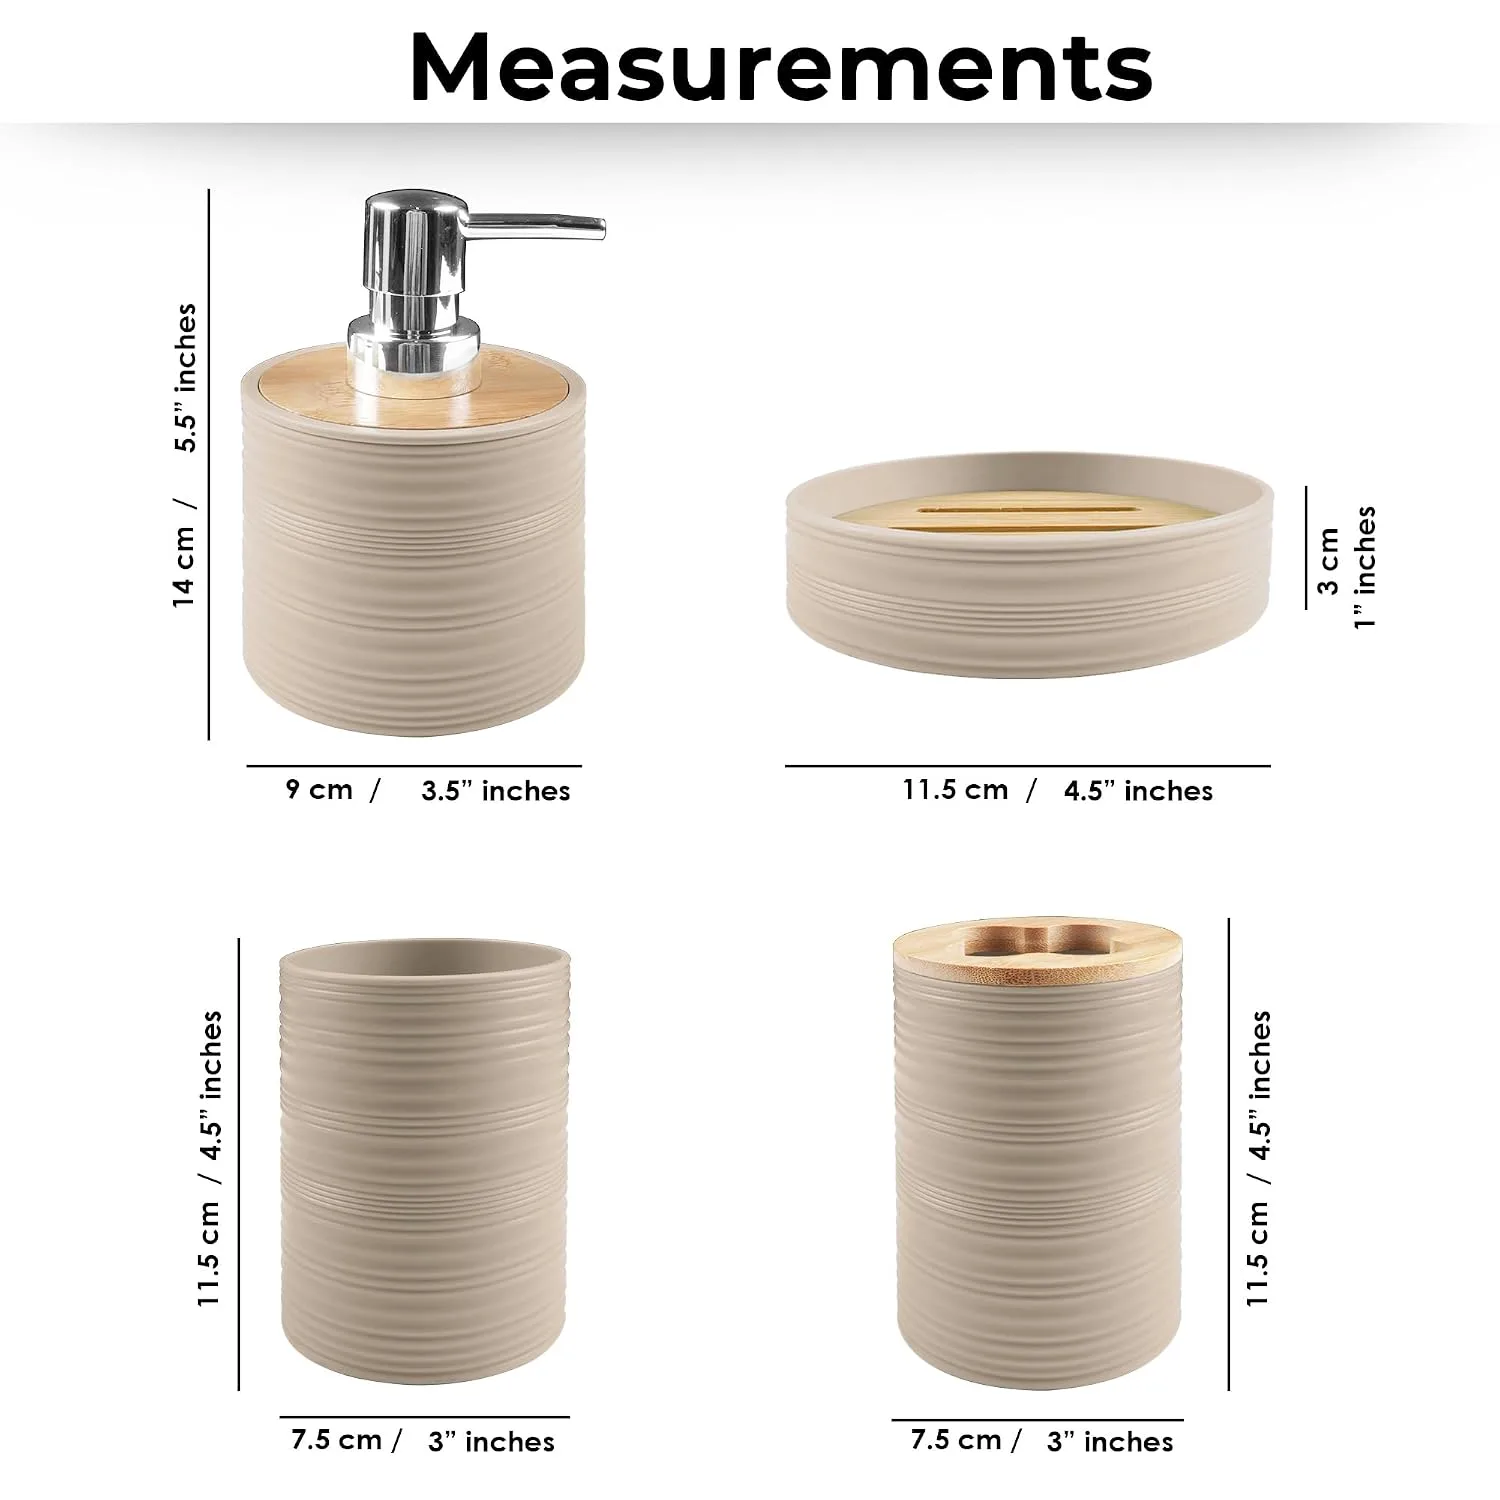 Measurements
14 cm / 5.5” inches
9 cm / 3.5” inches
3 cm
1” inches
11.5 cm / 4.5” inches
11.5 cm / 4.5” inches
7.5 cm / 3” inches
11.5 cm / 4.5” inches
7.5 cm / 3” inches